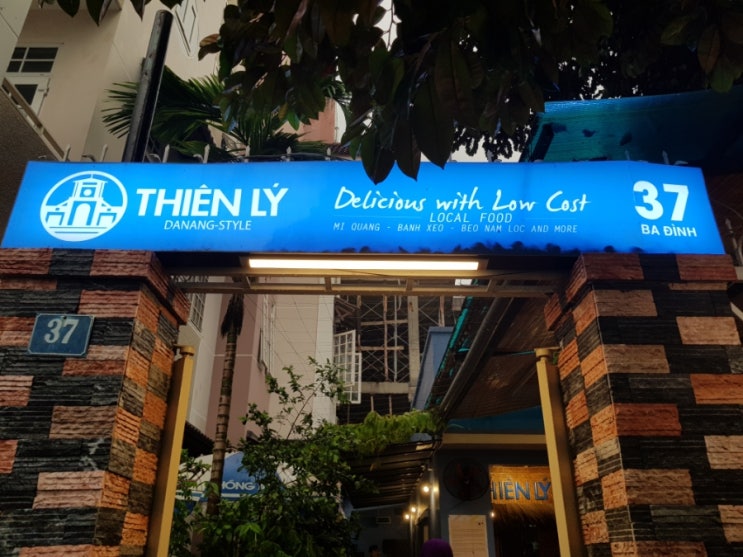 THIÊN LÝ
DANANG-STYLE
Delicious with Low Cost
LOCAL FOOD
MI QUANG - BANH XEO - BEO NAM LOC AND MORE
37
BA ĐÌNH
37
HIÊN LÝ